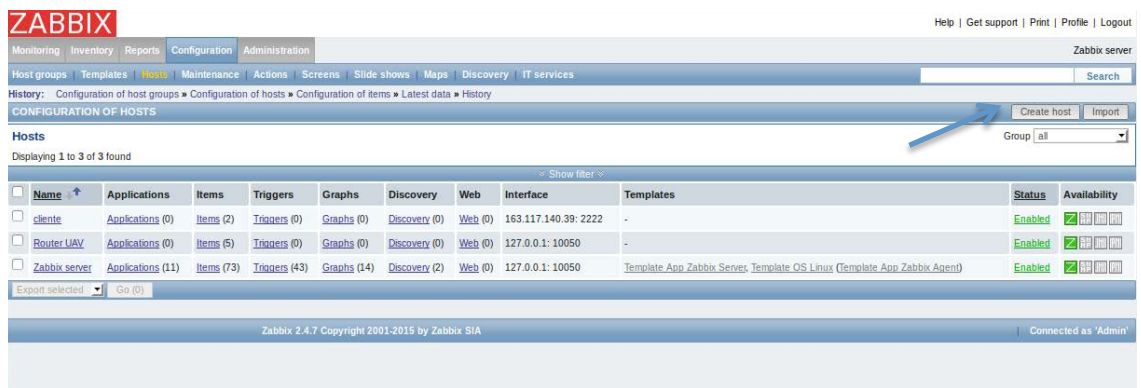 ZABBIX
Help | Get support | Print | Profile | Logout
Monitoring Inventory Reports Configuration Administration
Zabbix server
Host groups | Templates | Hosts | Maintenance | Actions | Screens | Slide shows | Maps | Discovery | IT services
Search
History: Configuration of host groups » Configuration of hosts » Configuration of items » Latest data » History
CONFIGURATION OF HOSTS
Create host Import
Hosts
Group all
Displaying 1 to 3 of 3 found
Show filter
Name Applications Items Triggers Graphs Discovery Web Interface Templates Status Availability
cliente Applications (0) Items (2) Triggers (0) Graphs (0) Discovery (0) Web (0) 163.117.140.39: 2222 - Enabled Z
Router UAV Applications (0) Items (5) Triggers (0) Graphs (0) Discovery (0) Web (0) 127.0.0.1: 10050 - Enabled Z
Zabbix server Applications (11) Items (73) Triggers (43) Graphs (14) Discovery (2) Web (0) 127.0.0.1: 10050 Template App Zabbix Server, Template OS Linux (Template App Zabbix Agent) Enabled Z
Export selected Go (0)
Zabbix 2.4.7 Copyright 2001-2015 by Zabbix SIA
| Connected as 'Admin'